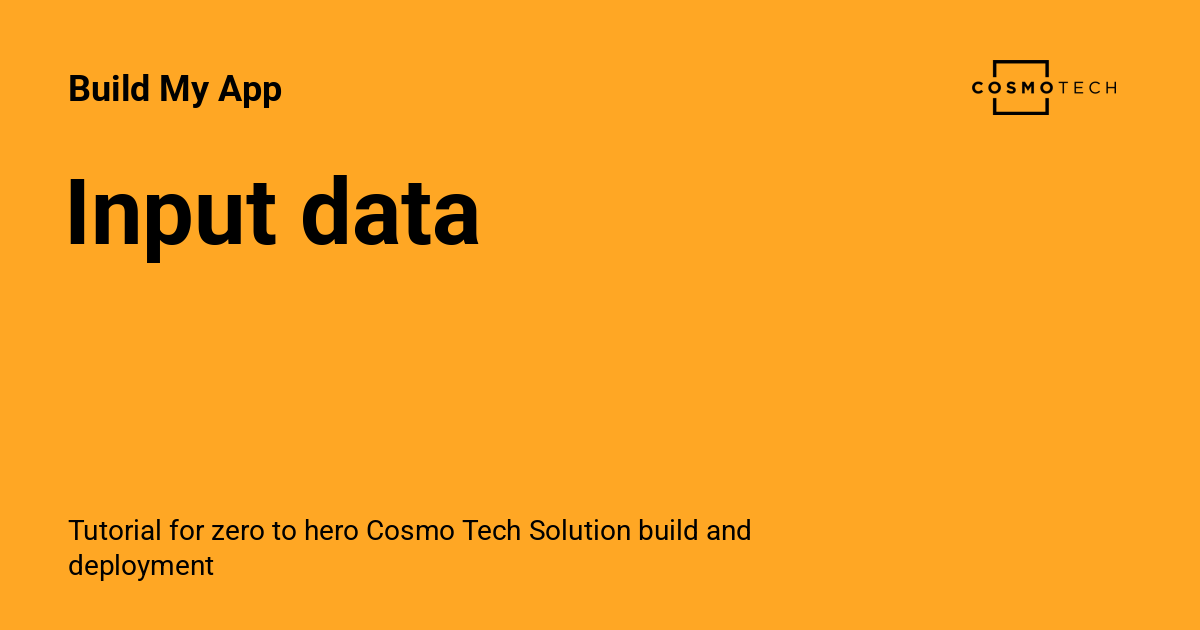 Build My App
COSMOTECH
Input data
Tutorial for zero to hero Cosmo Tech Solution build and
deployment